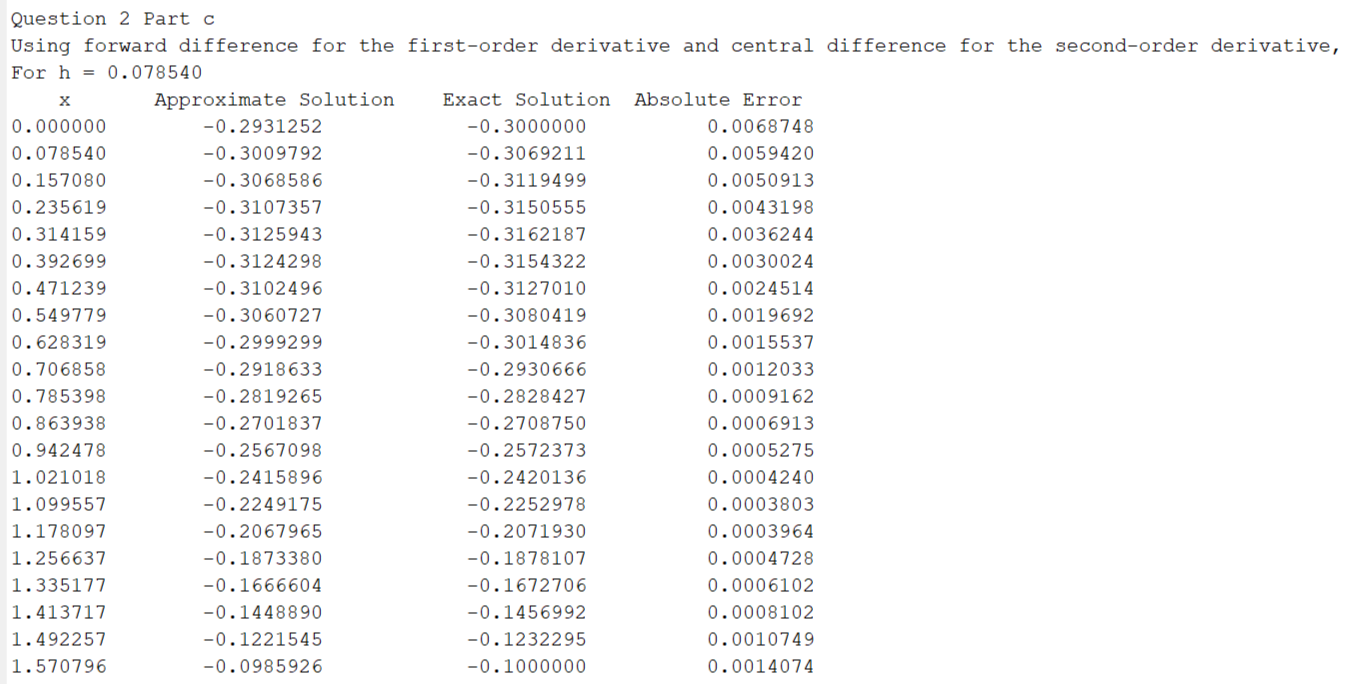 Question 2 Part c
Using forward difference for the first-order derivative and central difference for the second-order derivative,
For h = 0.078540
x Approximate Solution Exact Solution Absolute Error
0.000000 -0.2931252 -0.3000000 0.0068748
0.078540 -0.3009792 -0.3069211 0.0059420
0.157080 -0.3068586 -0.3119499 0.0050913
0.235619 -0.3107357 -0.3150555 0.0043198
0.314159 -0.3125943 -0.3162187 0.0036244
0.392699 -0.3124298 -0.3154322 0.0030024
0.471239 -0.3102496 -0.3127010 0.0024514
0.549779 -0.3060727 -0.3080419 0.0019692
0.628319 -0.2999299 -0.3014836 0.0015537
0.706858 -0.2918633 -0.2930666 0.0012033
0.785398 -0.2819265 -0.2828427 0.0009162
0.863938 -0.2701837 -0.2708750 0.0006913
0.942478 -0.2567098 -0.2572373 0.0005275
1.021018 -0.2415896 -0.2420136 0.0004240
1.099557 -0.2249175 -0.2252978 0.0003803
1.178097 -0.2067965 -0.2071930 0.0003964
1.256637 -0.1873380 -0.1878107 0.0004728
1.335177 -0.1666604 -0.1672706 0.0006102
1.413717 -0.1448890 -0.1456992 0.0008102
1.492257 -0.1221545 -0.1232295 0.0010749
1.570796 -0.0985926 -0.1000000 0.0014074